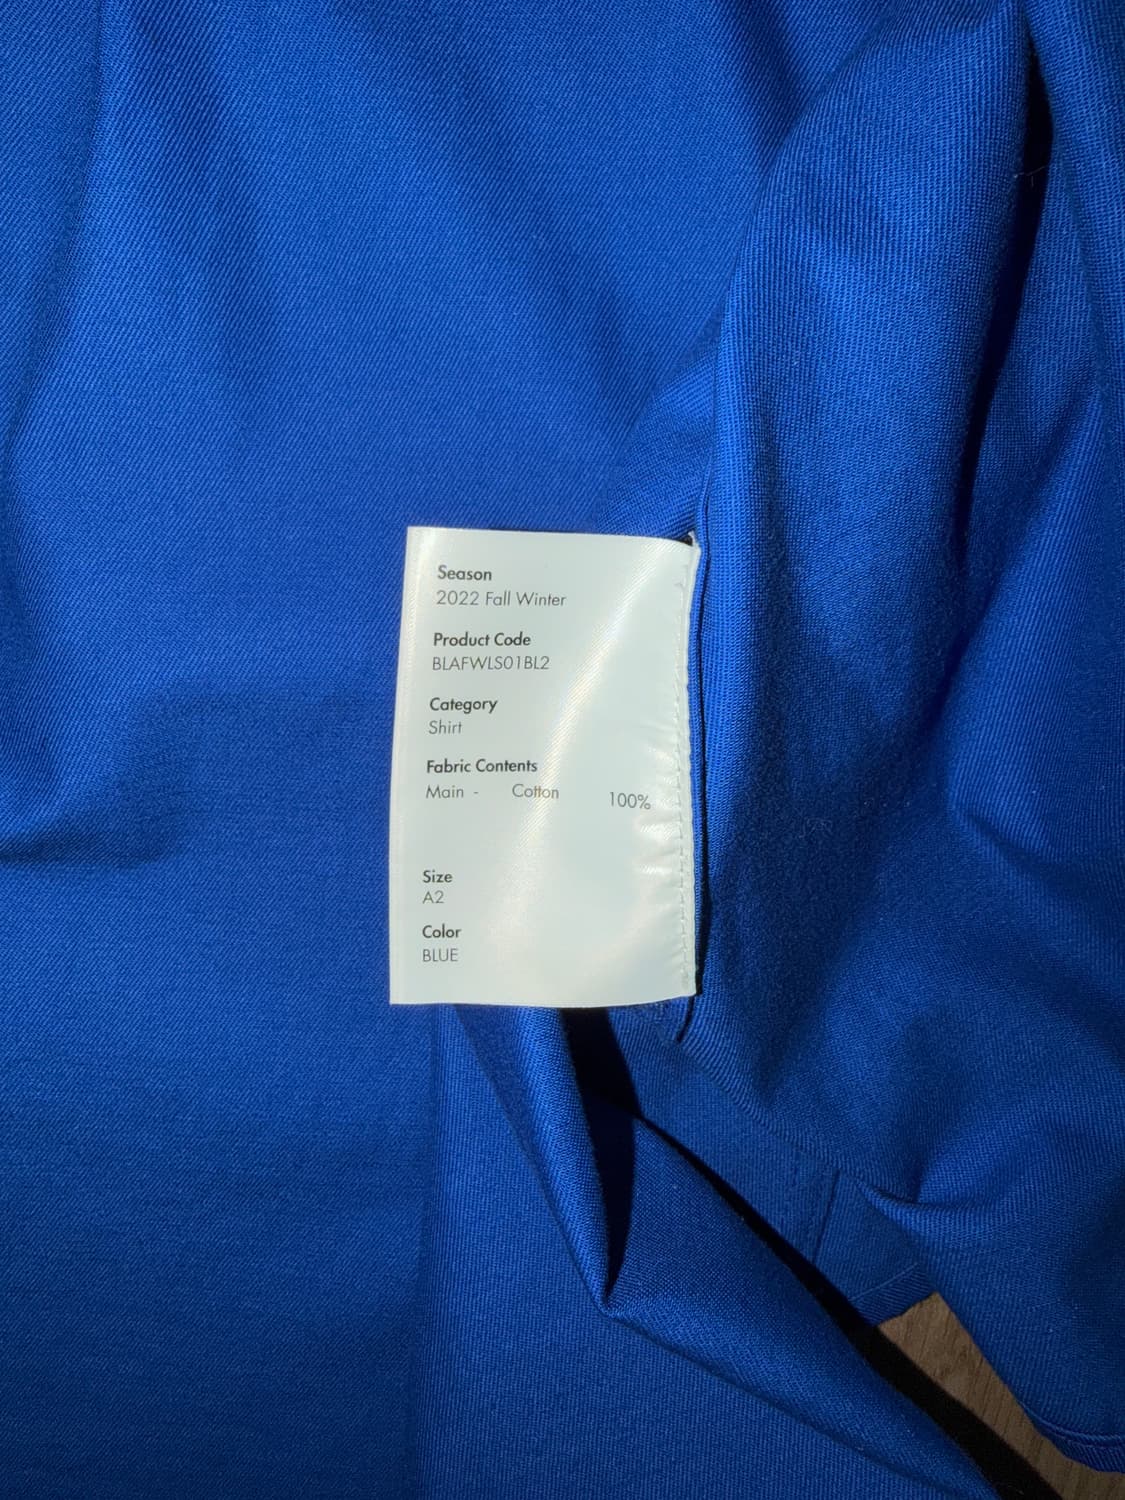 Season
2022 Fall Winter
Product Code
BLAFWLS01BL2
Category
Shirt
Fabric Contents
Main - Cotton 100%
Size
A2
Color
BLUE